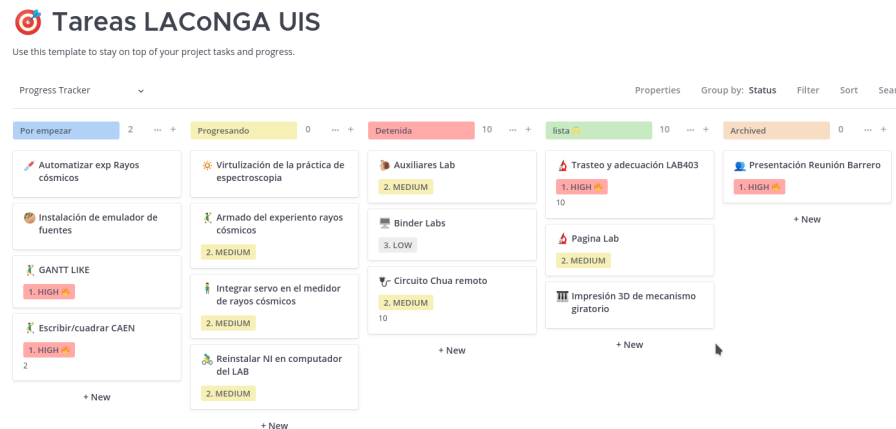 Tareas LACoNGA UIS
Use this template to stay on top of your project tasks and progress.
Progress Tracker
Properties
Group by: Status
Filter
Sort
Por empezar 2 ... +
Progresando 0 ... +
Detenida 10 ... +
lista 10 ... +
Archived 0 ... +
Automatizar exp Rayos
cósmicos
Instalación de emulador de
fuentes
GANTT LIKE
1. HIGH
Escribir/cuadrar CAEN
1. HIGH
2
+ New
Virtulización de la práctica de
espectroscopia
Armado del experiento rayos
cósmicos
2. MEDIUM
Integrar servo en el medidor
de rayos cósmicos
2. MEDIUM
Reinstalar NI en computador
del LAB
2. MEDIUM
+ New
Auxiliares Lab
2. MEDIUM
Binder Labs
3. LOW
Circuito Chua remoto
2. MEDIUM
10
+ New
Trasteo y adecuación LAB403
1. HIGH
10
Pagina Lab
2. MEDIUM
Impresión 3D de mecanismo
giratorio
+ New
Presentación Reunión Barrero
1. HIGH
+ New